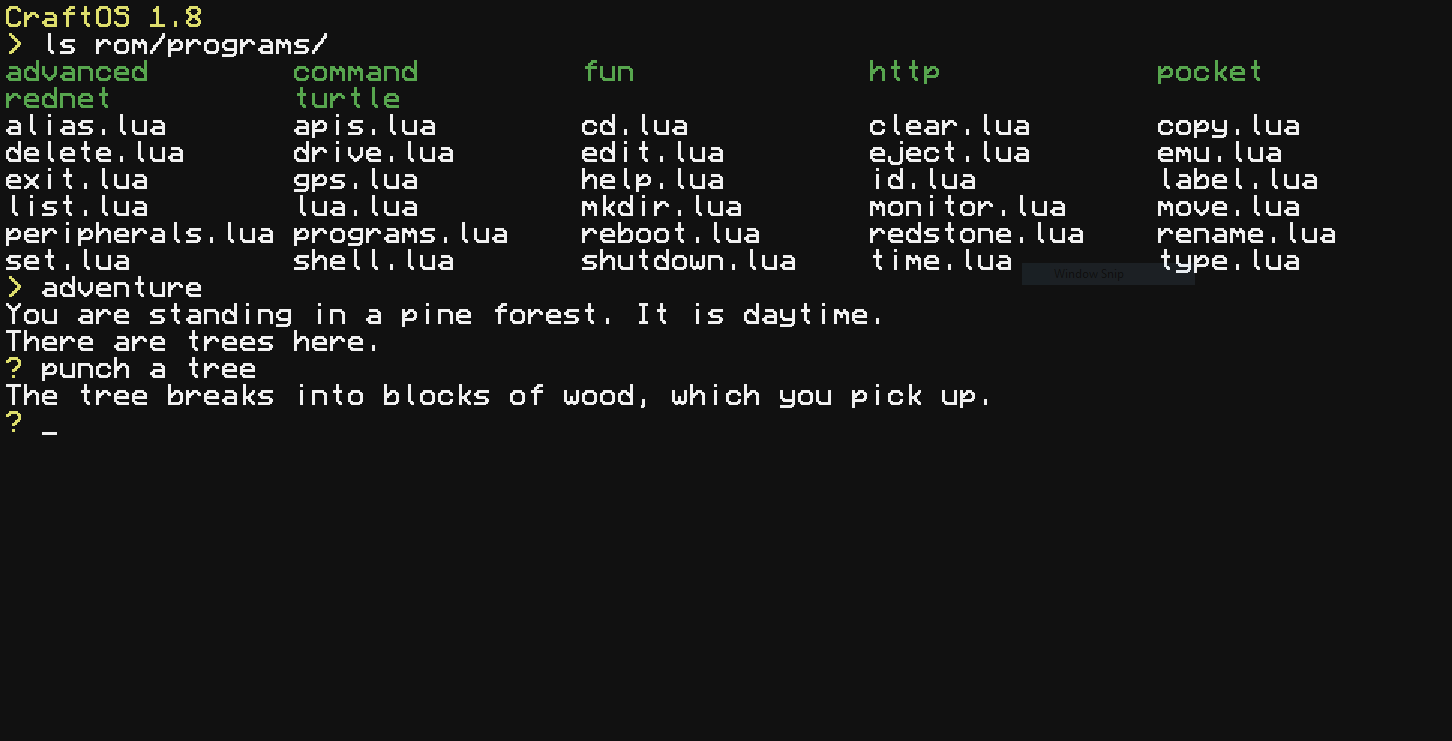 CraftOS 1.8
> ls rom/programs/
advanced command fun http pocket
rednet turtle
alias.lua apis.lua cd.lua clear.lua copy.lua
delete.lua drive.lua edit.lua eject.lua emu.lua
exit.lua gps.lua help.lua id.lua label.lua
list.lua lua.lua mkdir.lua monitor.lua move.lua
peripherals.lua programs.lua reboot.lua redstone.lua rename.lua
set.lua shell.lua shutdown.lua time.lua type.lua
Window Snip
> adventure
You are standing in a pine forest. It is daytime.
There are trees here.
? punch a tree
The tree breaks into blocks of wood, which you pick up.
? _